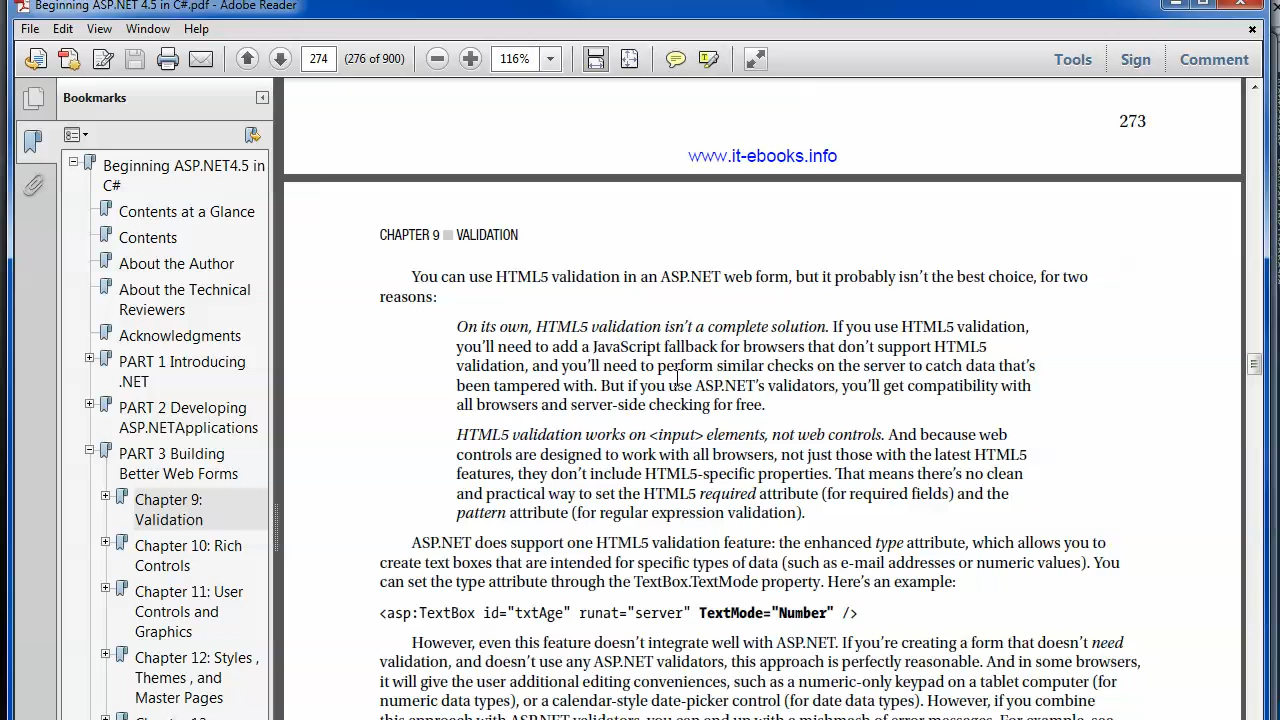 Beginning ASP.NET 4.5 in C#.pdf - Adobe Reader
File Edit View Window Help
274 (276 of 900) 116% Tools Sign Comment
Bookmarks
Beginning ASP.NET4.5 in
C#
Contents at a Glance
Contents
About the Author
About the Technical
Reviewers
Acknowledgments
PART 1 Introducing
.NET
PART 2 Developing
ASP.NETApplications
PART 3 Building
Better Web Forms
Chapter 9:
Validation
Chapter 10: Rich
Controls
Chapter 11: User
Controls and
Graphics
Chapter 12: Styles ,
Themes , and
Master Pages
273
www.it-ebooks.info
CHAPTER 9 VALIDATION
You can use HTML5 validation in an ASP.NET web form, but it probably isn't the best choice, for two
reasons:
On its own, HTML5 validation isn't a complete solution. If you use HTML5 validation,
you'll need to add a JavaScript fallback for browsers that don't support HTML5
validation, and you'll need to perform similar checks on the server to catch data that's
been tampered with. But if you use ASP.NET's validators, you'll get compatibility with
all browsers and server-side checking for free.
HTML5 validation works on <input> elements, not web controls. And because web
controls are designed to work with all browsers, not just those with the latest HTML5
features, they don't include HTML5-specific properties. That means there's no clean
and practical way to set the HTML5 required attribute (for required fields) and the
pattern attribute (for regular expression validation).
ASP.NET does support one HTML5 validation feature: the enhanced type attribute, which allows you to
create text boxes that are intended for specific types of data (such as e-mail addresses or numeric values). You
can set the type attribute through the TextBox.TextMode property. Here's an example:
<asp:TextBox id="txtAge" runat="server" TextMode="Number" />
However, even this feature doesn't integrate well with ASP.NET. If you're creating a form that doesn't need
validation, and doesn't use any ASP.NET validators, this approach is perfectly reasonable. And in some browsers,
it will give the user additional editing conveniences, such as a numeric-only keypad on a tablet computer (for
numeric data types), or a calendar-style date-picker control (for date data types). However, if you combine
this approach with ASP.NET validators, you can end up with a mishmash of error messages. For example, see